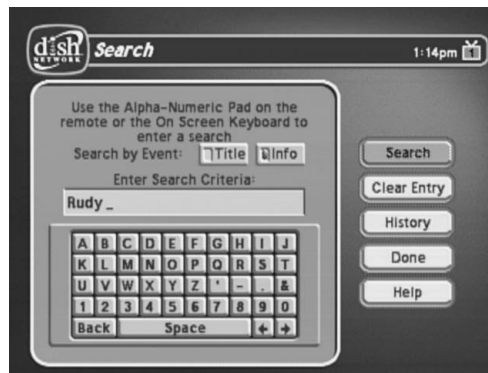 dish
NETWORK
Search
1:14pm
1
Use the Alpha-Numeric Pad on the
remote or the On Screen Keyboard to
enter a search
Search by Event: Title Info
Enter Search Criteria:
Rudy _
A B C D E F G H I J
K L M N O P Q R S T
U V W X Y Z ' - . &
1 2 3 4 5 6 7 8 9 0
Back Space ← →
Search
Clear Entry
History
Done
Help